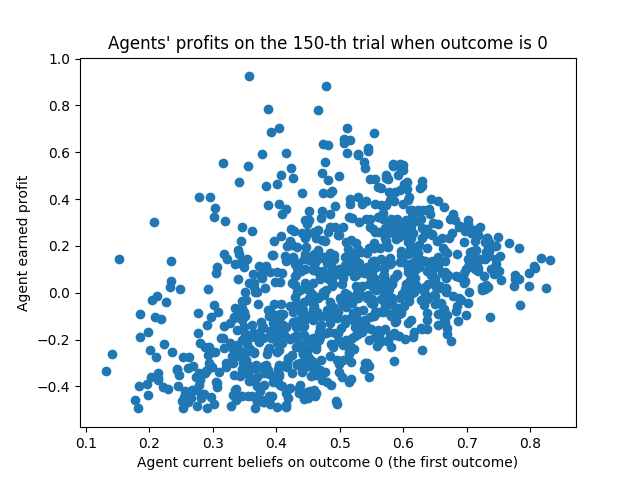 Agents' profits on the 150-th trial when outcome is 0
1.0
0.8
0.6
0.4
0.2
0.0
−0.2
−0.4
Agent earned profit
0.1 0.2 0.3 0.4 0.5 0.6 0.7 0.8
Agent current beliefs on outcome 0 (the first outcome)